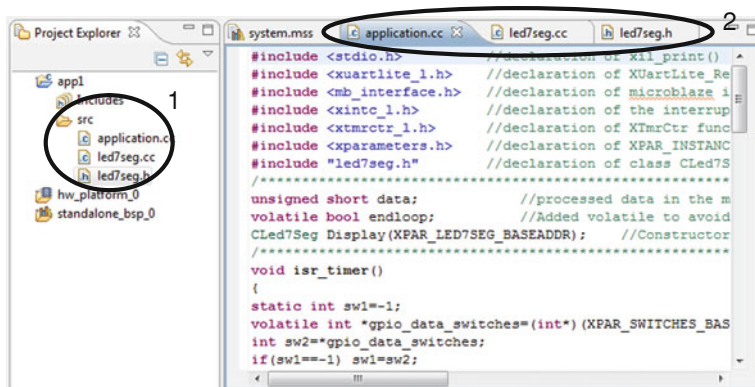 Project Explorer
app1
Includes
src
application.cc
led7seg.cc
led7seg.h
hw_platform_0
standalone_bsp_0
1
system.mss
application.cc
led7seg.cc
led7seg.h
2
#include <stdio.h> //declaration of xil_print()
#include <xuartlite_l.h> //declaration of XUartLite_Re
#include <mb_interface.h> //declaration of microblaze i
#include <xintc_l.h> //declaration of the interrup
#include <xtmrctr_l.h> //declaration of XTmrCtr func
#include <xparameters.h> //declaration of XPAR_INSTANC
#include "led7seg.h" //declaration of class CLed7S
/******************************************************
unsigned short data; //processed data in the m
volatile bool endloop; //Added volatile to avoid
CLed7Seg Display(XPAR_LED7SEG_BASEADDR); //Constructor
/******************************************************
void isr_timer()
{
static int sw1=-1;
volatile int *gpio_data_switches=(int*)(XPAR_SWITCHES_BAS
int sw2=*gpio_data_switches;
if(sw1==-1) sw1=sw2;